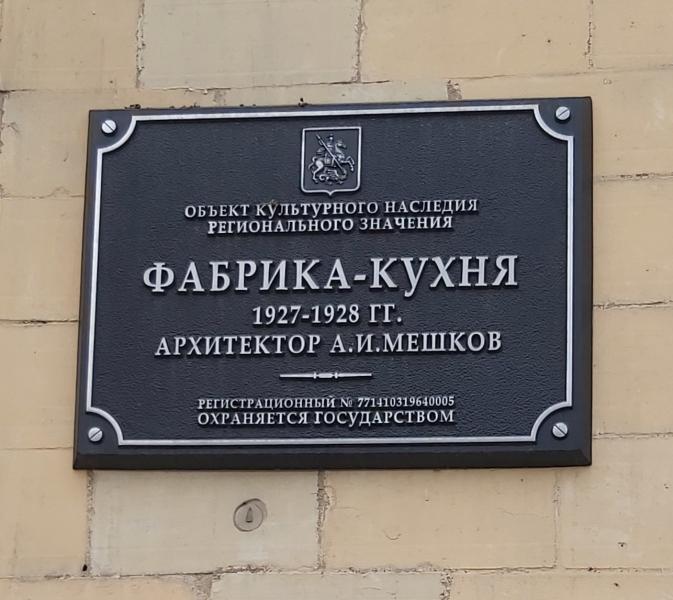 ОБЪЕКТ КУЛЬТУРНОГО НАСЛЕДИЯ
РЕГИОНАЛЬНОГО ЗНАЧЕНИЯ
ФАБРИКА-КУХНЯ
1927-1928 ГГ.
АРХИТЕКТОР А.И.МЕШКОВ
РЕГИСТРАЦИОННЫЙ № 771410319640005
ОХРАНЯЕТСЯ ГОСУДАРСТВОМ